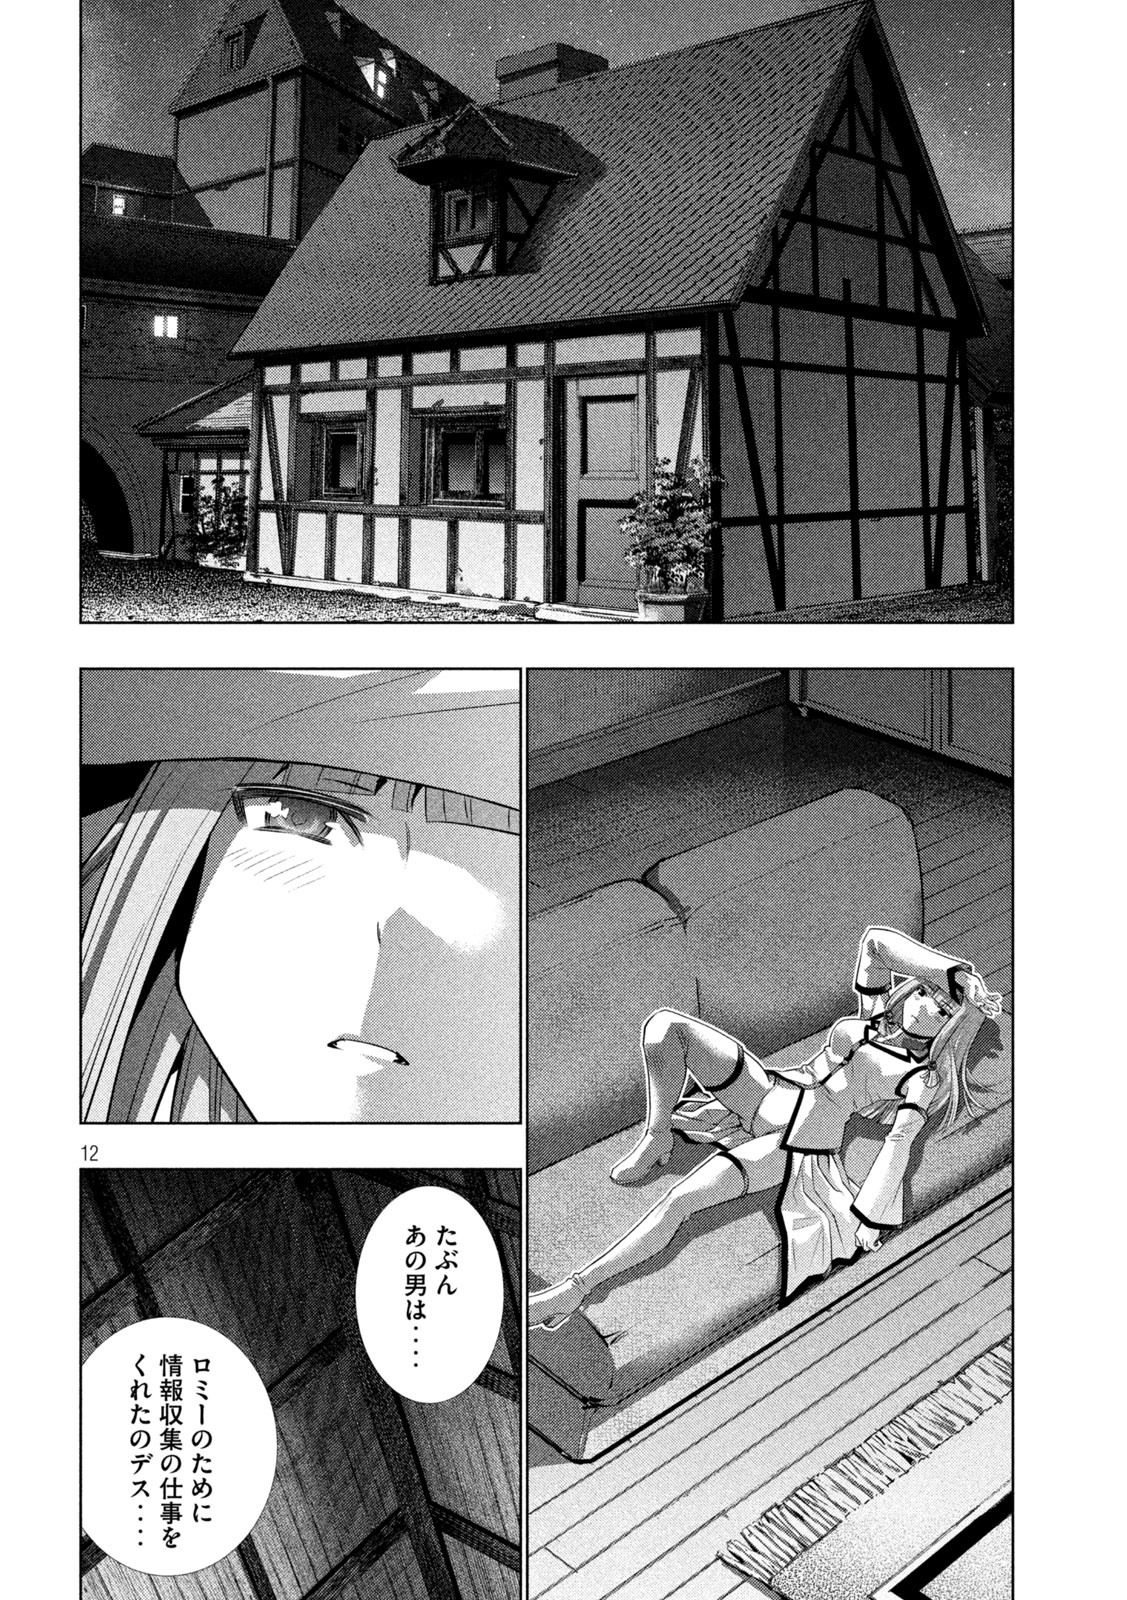 たぶん
あの男は‥‥
ロミーのために
情報収集の仕事を
くれたのデス‥‥
12